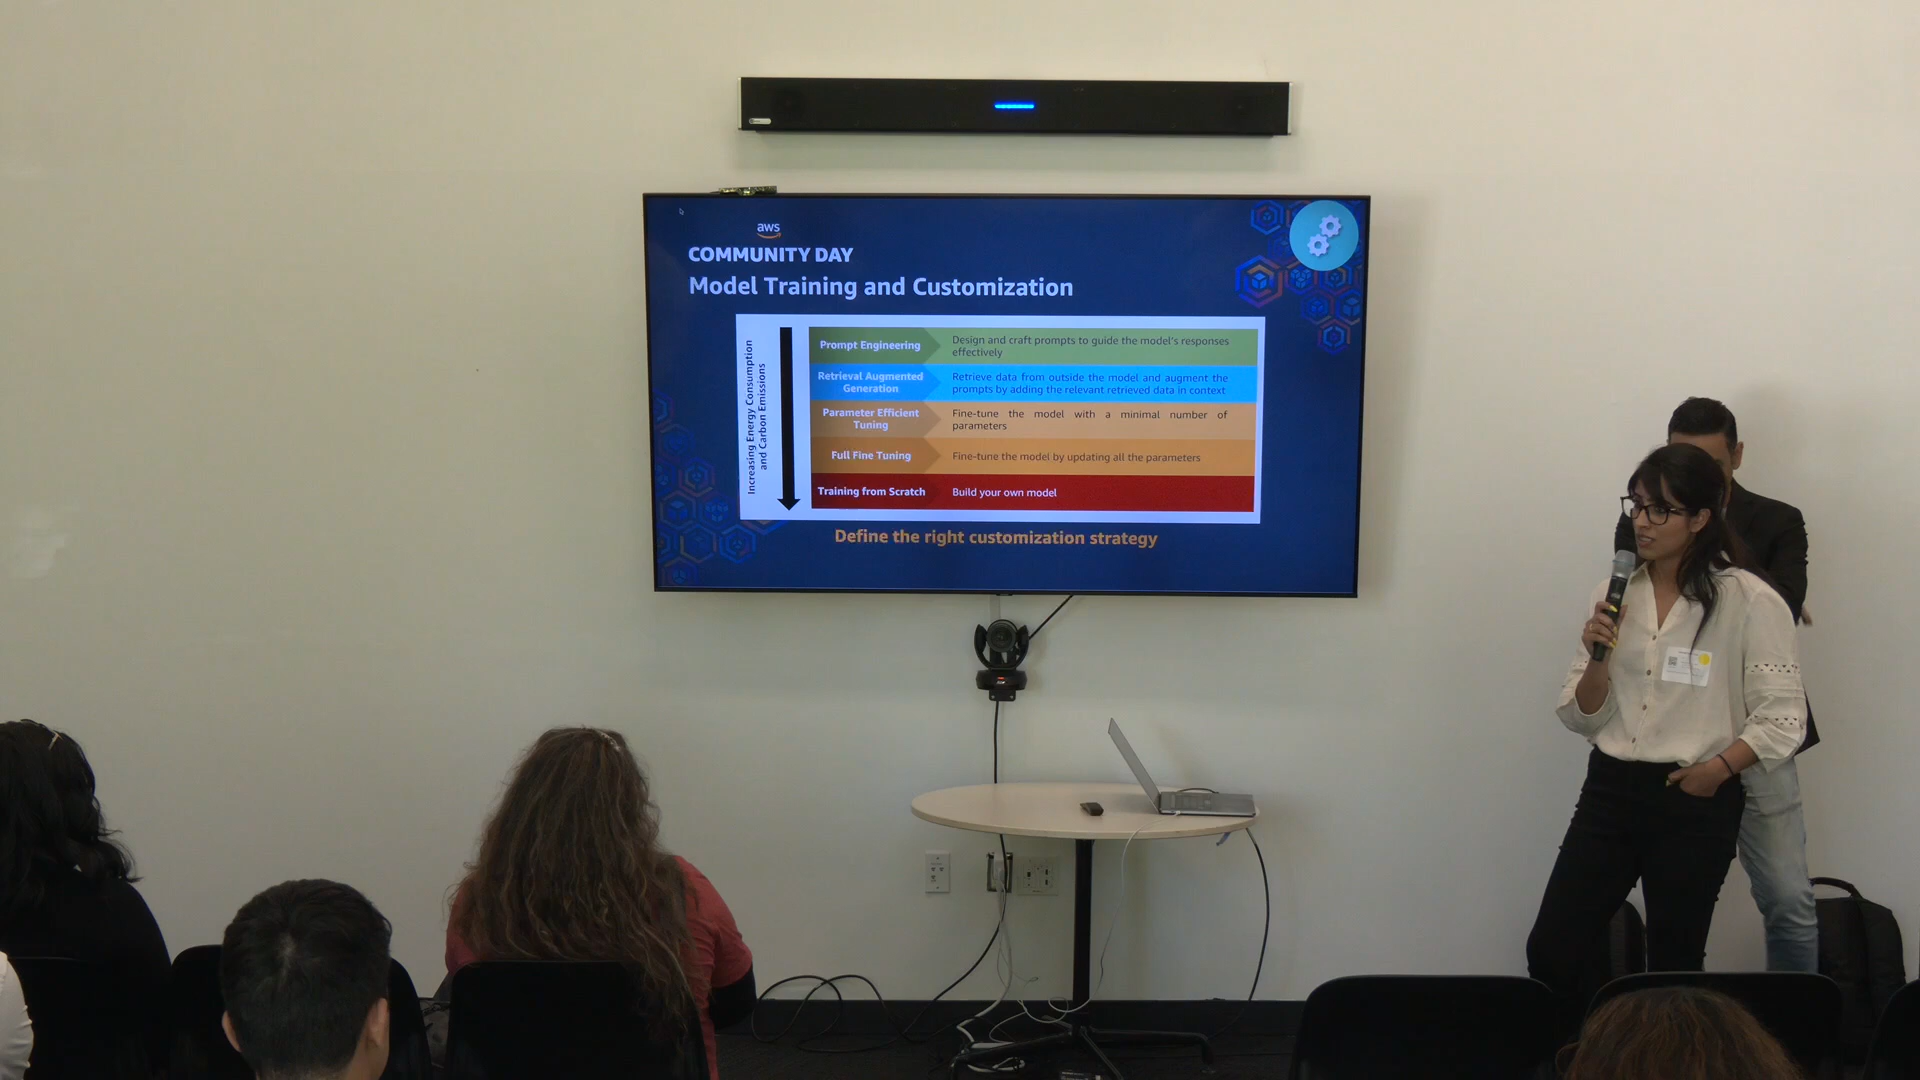 aws
COMMUNITY DAY
Model Training and Customization
Increasing Energy Consumption
and Carbon Emissions
Prompt Engineering
Design and craft prompts to guide the model's responses
effectively
Retrieval Augmented
Generation
Retrieve data from outside the model and augment the
prompts by adding the relevant retrieved data in context
Parameter Efficient
Tuning
Fine-tune the model with a minimal number of
parameters
Full Fine Tuning
Fine-tune the model by updating all the parameters
Training from Scratch
Build your own model
Define the right customization strategy